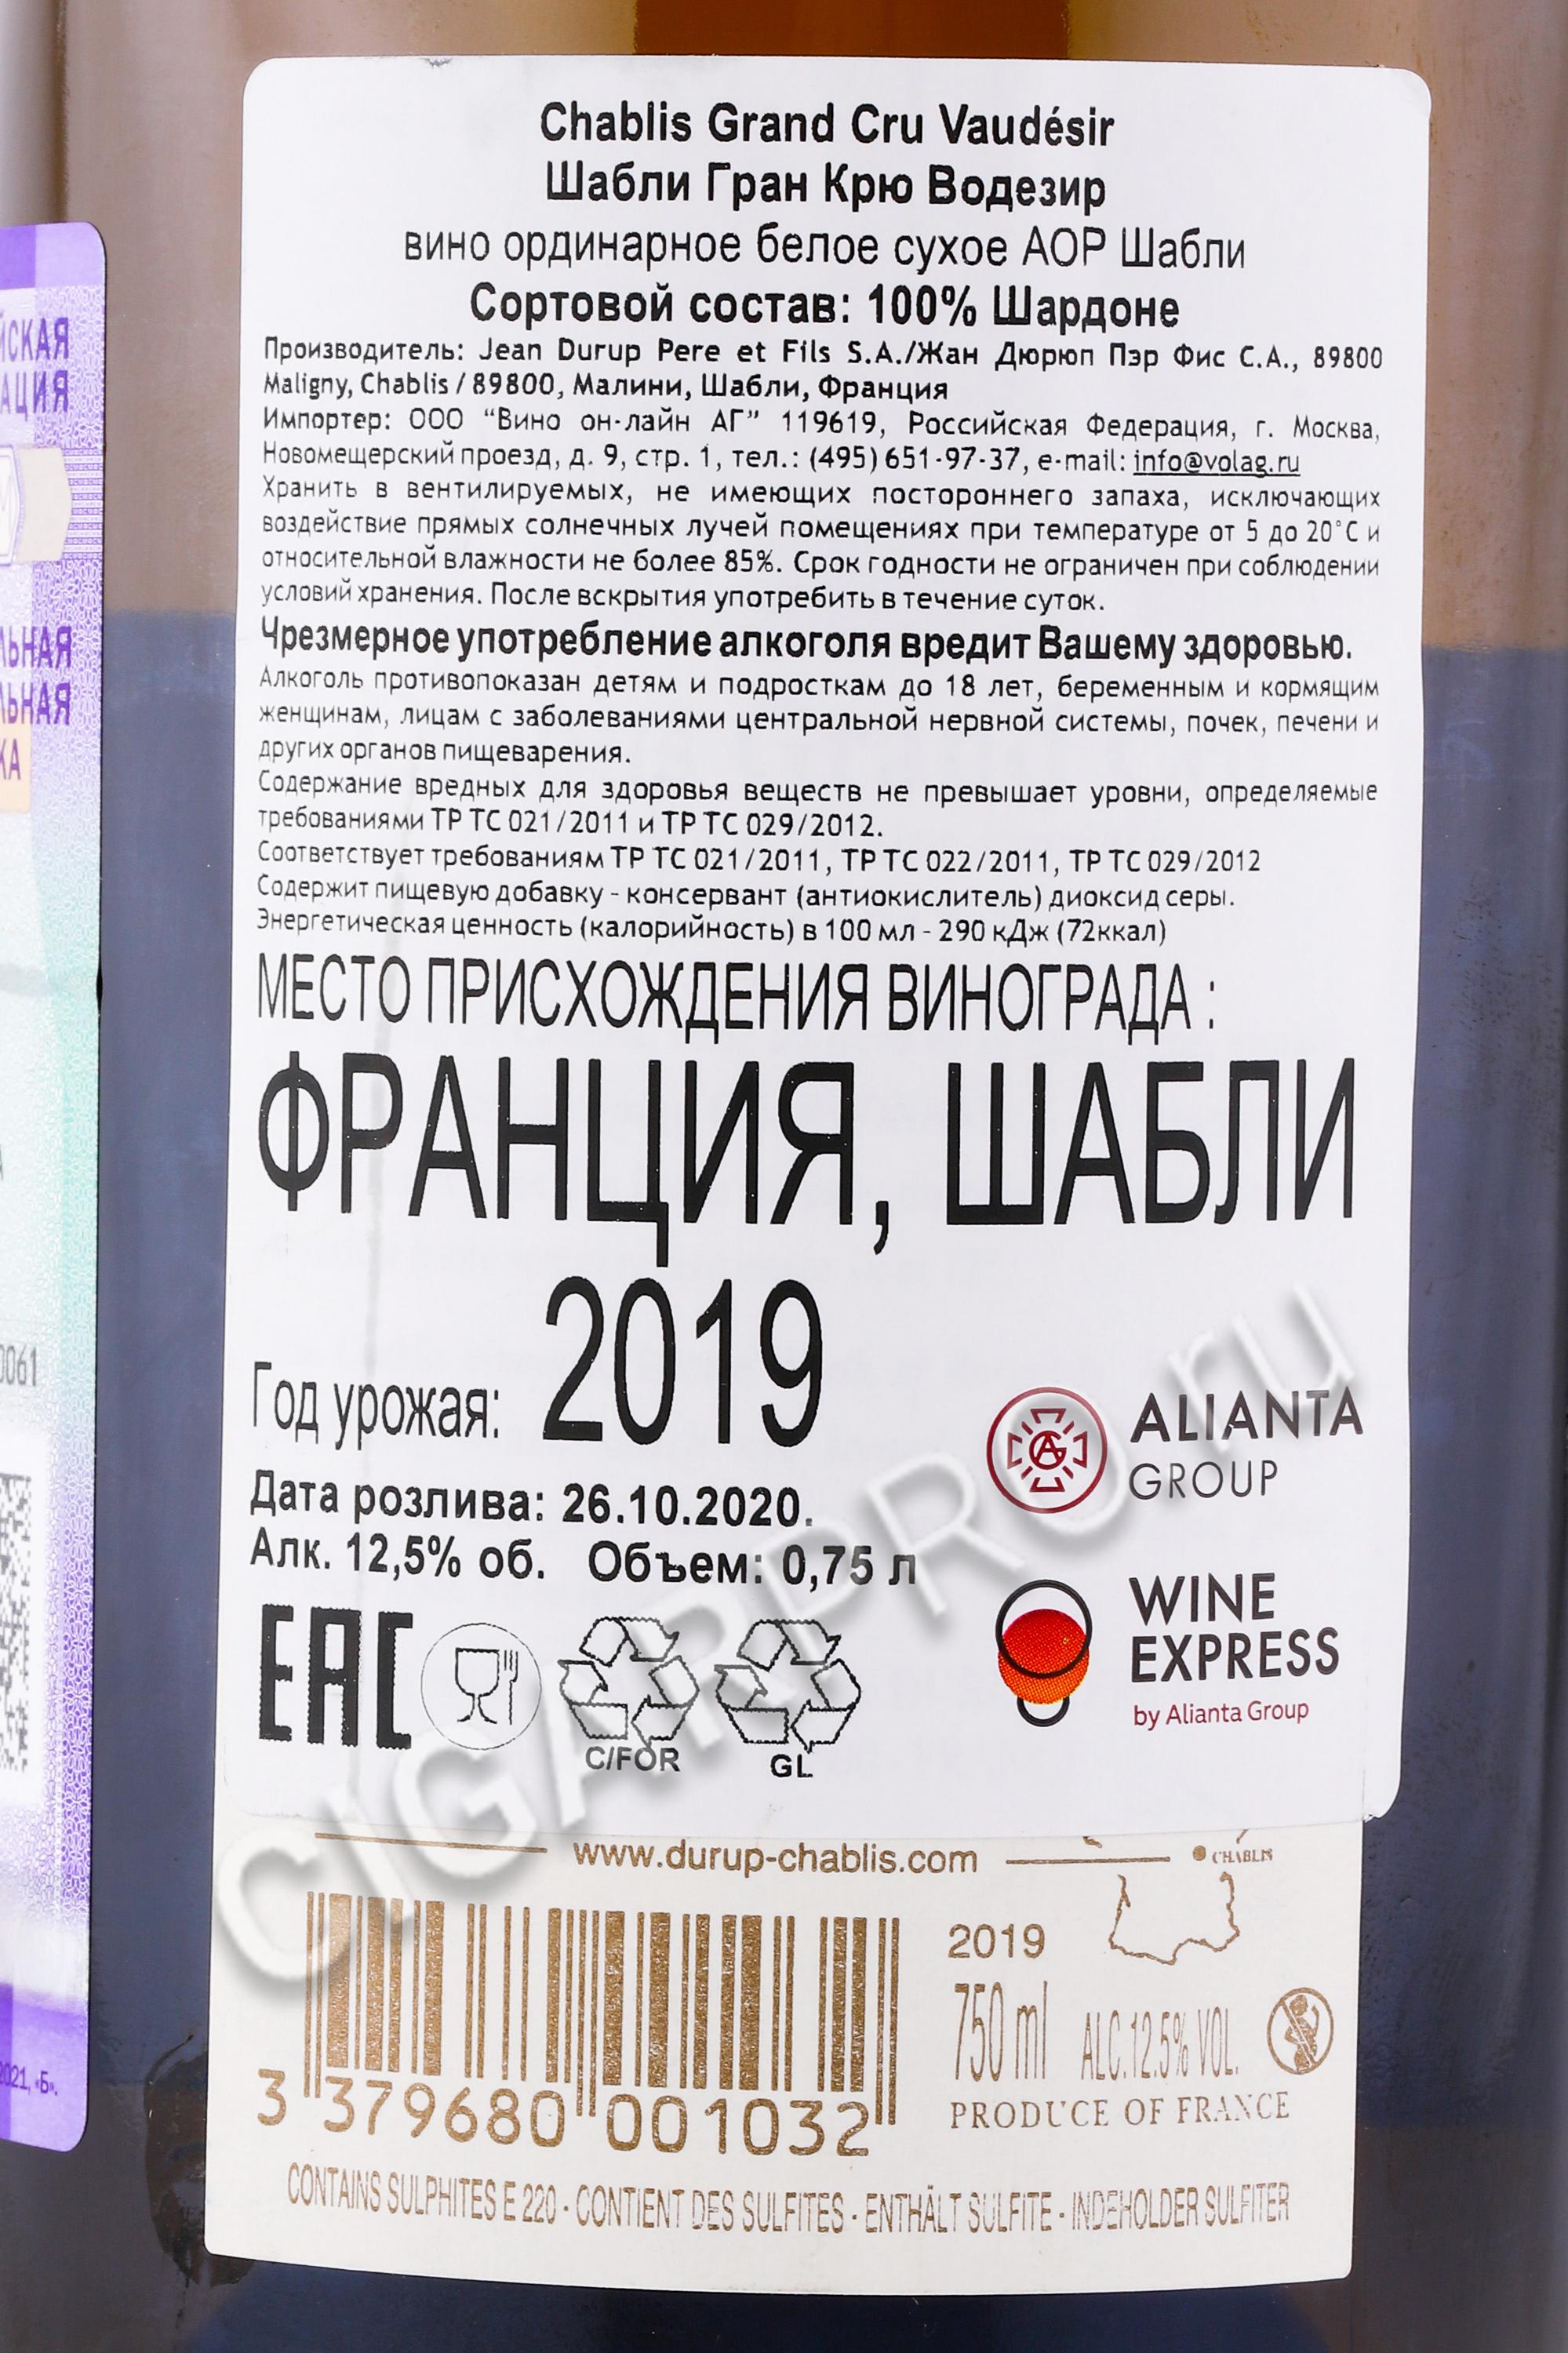 Chablis Grand Cru Vaudésir
Шабли Гран Крю Водезир
вино ординарное белое сухое АОР Шабли
Сортовой состав: 100% Шардоне
Производитель: Jean Durup Pere et Fils S.A./Жан Дюрюп Пэр Фис С.А., 89800
Maligny, Chablis / 89800, Малини, Шабли, Франция
Импортер: ООО “Вино он-лайн АГ” 119619, Российская Федерация, г. Москва,
Новомещерский проезд, д. 9, стр. 1, тел.: (495) 651-97-37, e-mail: info@volag.ru
Хранить в вентилируемых, не имеющих постороннего запаха, исключающих
воздействие прямых солнечных лучей помещениях при температуре от 5 до 20°С и
относительной влажности не более 85%. Срок годности не ограничен при соблюдении
условий хранения. После вскрытия употребить в течение суток.
Чрезмерное употребление алкоголя вредит Вашему здоровью.
Алкоголь противопоказан детям и подросткам до 18 лет, беременным и кормящим
женщинам, лицам с заболеваниями центральной нервной системы, почек, печени и
других органов пищеварения.
Содержание вредных для здоровья веществ не превышает уровни, определяемые
требованиями ТР ТС 021/2011 и ТР ТС 029/2012.
Соответствует требованиям ТР ТС 021/2011, ТР ТС 022/2011, ТР ТС 029/2012
Содержит пищевую добавку - консервант (антиокислитель) диоксид серы.
Энергетическая ценность (калорийность) в 100 мл - 290 кДж (72ккал)
МЕСТО ПРИСХОЖДЕНИЯ ВИНОГРАДА :
ФРАНЦИЯ, ШАБЛИ
Год урожая: 2019
Дата розлива: 26.10.2020.
Алк. 12,5% об. Объем: 0,75 л
EAC
C/FOR
GL
ALIANTA
GROUP
WINE
EXPRESS
by Alianta Group
www.durup-chablis.com
CHABLIS
2019
750 ml ALC.12.5% VOL.
PRODUCE OF FRANCE
3 379680 001032
CONTAINS SULPHITES E 220 - CONTIENT DES SULFITES - ENTHÄLT SULFITE - INDEHOLDER SULFITER
CIGARPRO.ru
ЙСКАЯ
АЦИЯ
ЛЬНАЯ
ЛЬНАЯ
КА
0061
2021, «Б».